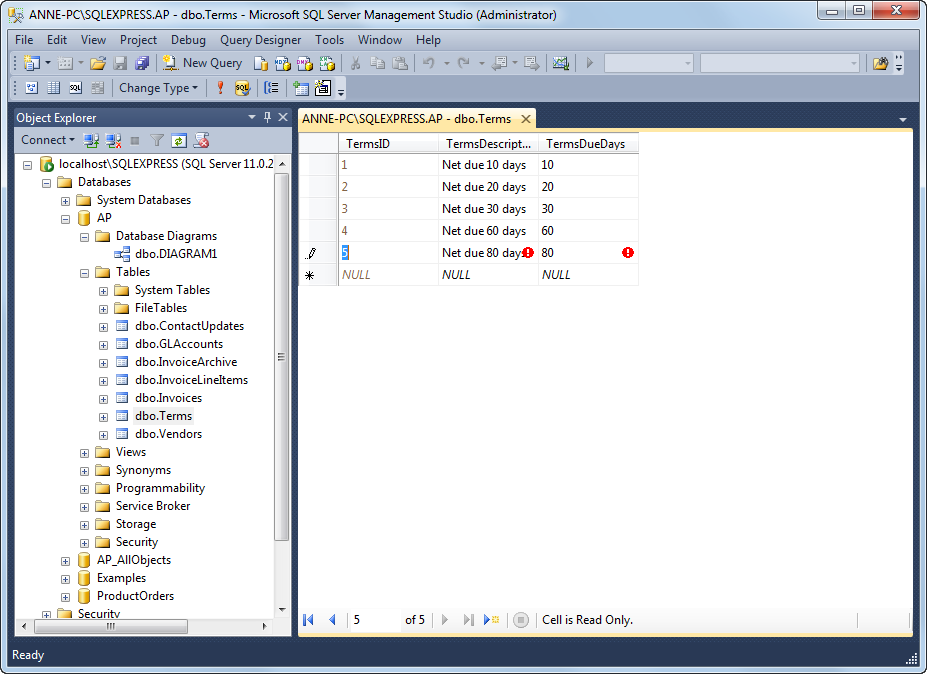 ANNE-PC\SQLEXPRESS.AP - dbo.Terms - Microsoft SQL Server Management Studio (Administrator)
File Edit View Project Debug Query Designer Tools Window Help
New Query
SQL Change Type SQL
Object Explorer
Connect
localhost\SQLEXPRESS (SQL Server 11.0.2
Databases
System Databases
AP
Database Diagrams
dbo.DIAGRAM1
Tables
System Tables
FileTables
dbo.ContactUpdates
dbo.GLAccounts
dbo.InvoiceArchive
dbo.InvoiceLineItems
dbo.Invoices
dbo.Terms
dbo.Vendors
Views
Synonyms
Programmability
Service Broker
Storage
Security
AP_AllObjects
Examples
ProductOrders
Security
ANNE-PC\SQLEXPRESS.AP - dbo.Terms
TermsID TermsDescript... TermsDueDays
1 Net due 10 days 10
2 Net due 20 days 20
3 Net due 30 days 30
4 Net due 60 days 60
5 Net due 80 days 80
NULL NULL NULL
5 of 5 Cell is Read Only.
Ready